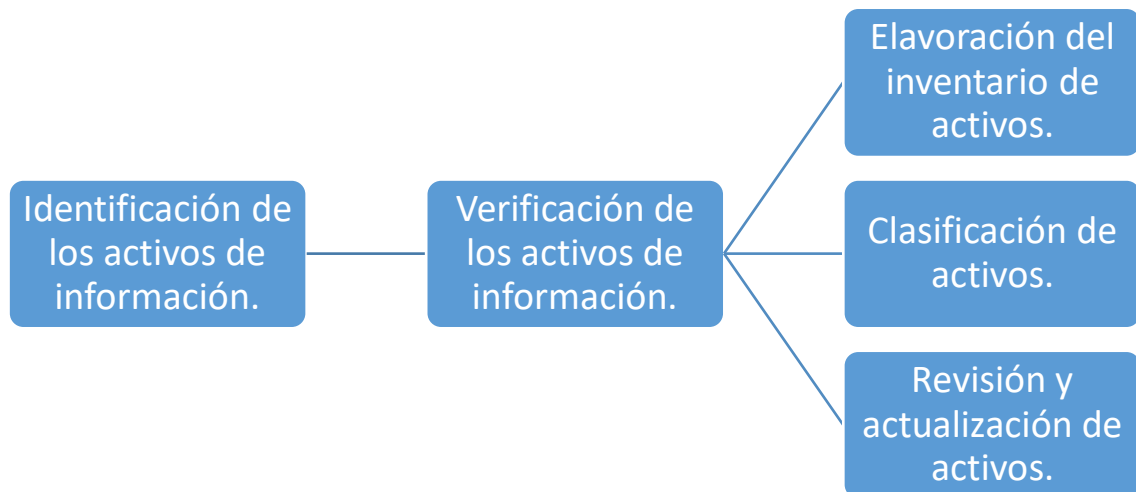 Identificación de
los activos de
información.
Verificación de
los activos de
información.
Elavoración del
inventario de
activos.
Clasificación de
activos.
Revisión y
actualización de
activos.